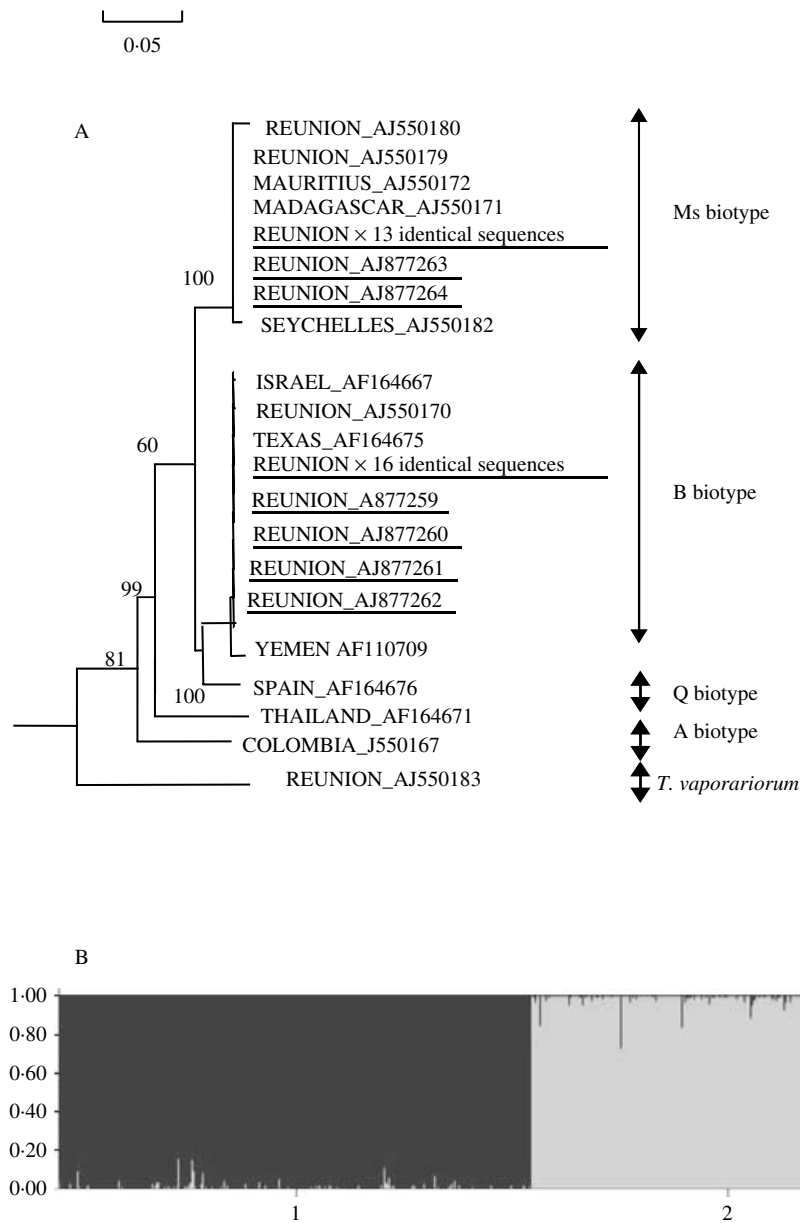 0·05
A
REUNION_AJ550180
REUNION_AJ550179
MAURITIUS_AJ550172
MADAGASCAR_AJ550171
REUNION × 13 identical sequences
REUNION_AJ877263
REUNION_AJ877264
SEYCHELLES_AJ550182
Ms biotype
100
ISRAEL_AF164667
REUNION_AJ550170
TEXAS_AF164675
REUNION × 16 identical sequences
REUNION_A877259
REUNION_AJ877260
REUNION_AJ877261
REUNION_AJ877262
YEMEN AF110709
B biotype
60
99
81
100
SPAIN_AF164676
Q biotype
THAILAND_AF164671
A biotype
COLOMBIA_J550167
REUNION_AJ550183
T. vaporariorum
B
1·00
0·80
0·60
0·40
0·20
0·00
1
2